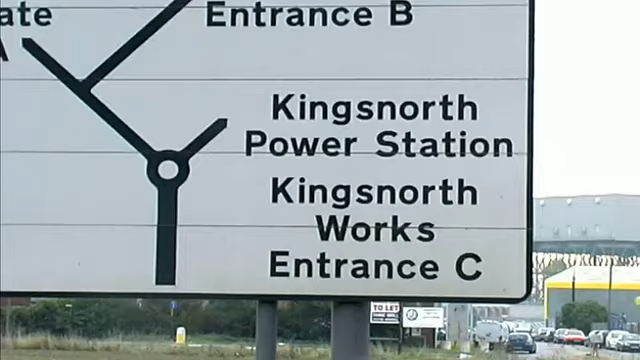 ate
A
Entrance B
Kingsnorth
Power Station
Kingsnorth
Works
Entrance C
TO LET